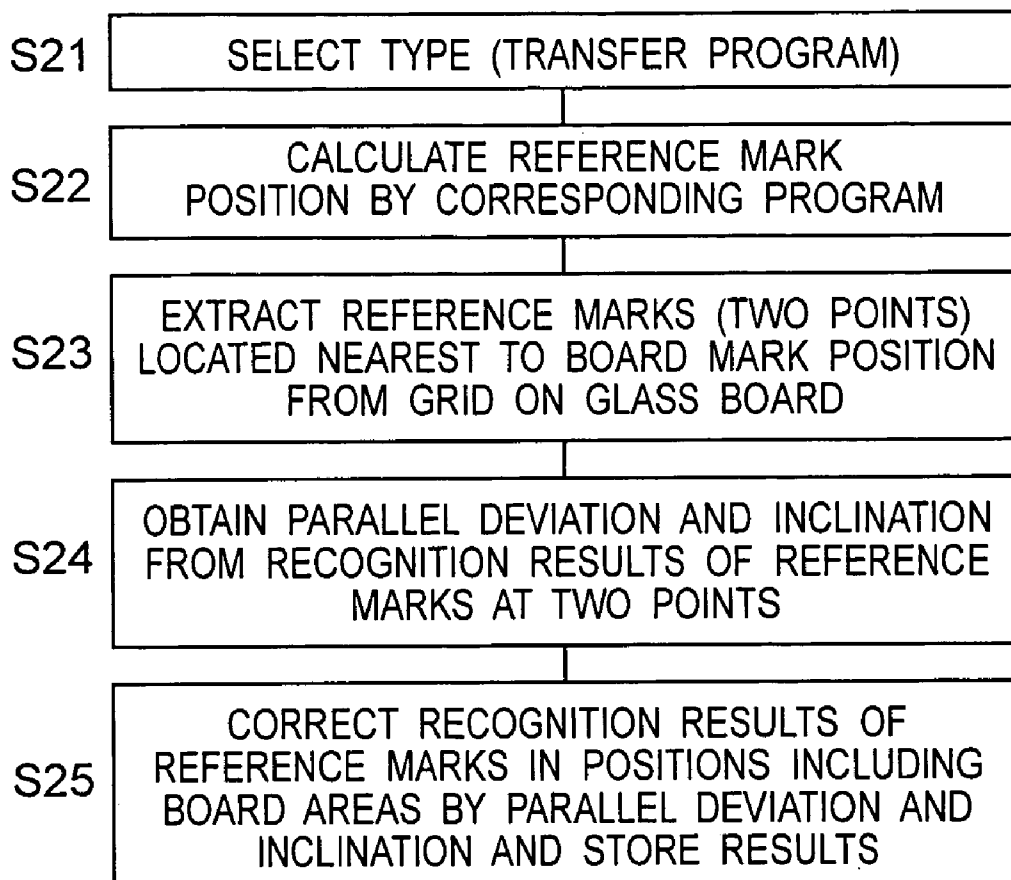 S21
SELECT TYPE (TRANSFER PROGRAM)
S22
CALCULATE REFERENCE MARK
POSITION BY CORRESPONDING PROGRAM
S23
EXTRACT REFERENCE MARKS (TWO POINTS)
LOCATED NEAREST TO BOARD MARK POSITION
FROM GRID ON GLASS BOARD
S24
OBTAIN PARALLEL DEVIATION AND INCLINATION
FROM RECOGNITION RESULTS OF REFERENCE
MARKS AT TWO POINTS
S25
CORRECT RECOGNITION RESULTS OF
REFERENCE MARKS IN POSITIONS INCLUDING
BOARD AREAS BY PARALLEL DEVIATION AND
INCLINATION AND STORE RESULTS